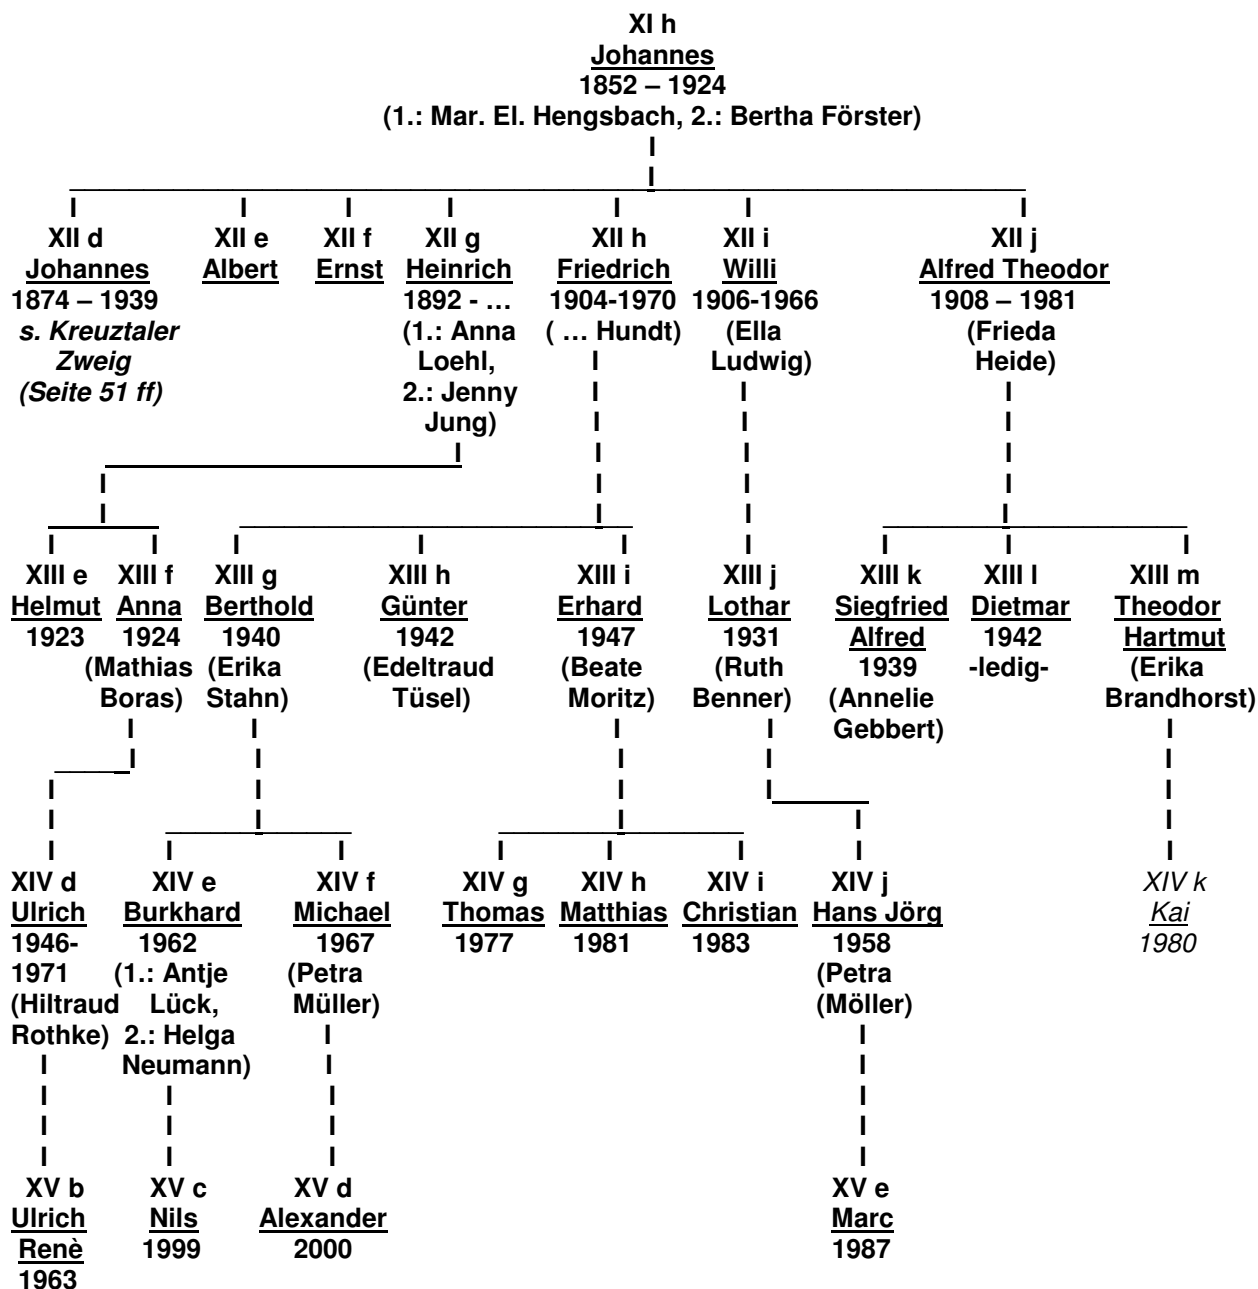 XI h
Johannes
1852 – 1924
(1.: Mar. El. Hengsbach, 2.: Bertha Förster)
XII d
Johannes
1874 – 1939
s. Kreuztaler
Zweig
(Seite 51 ff)
XII e
Albert
XII f
Ernst
XII g
Heinrich
1892 - …
(1.: Anna
Loehl,
2.: Jenny
Jung)
XII h
Friedrich
1904-1970
( … Hundt)
XII i
Willi
1906-1966
(Ella
Ludwig)
XII j
Alfred Theodor
1908 – 1981
(Frieda
Heide)
XIII e
Helmut
1923
XIII f
Anna
1924
(Mathias
Boras)
XIII g
Berthold
1940
(Erika
Stahn)
XIII h
Günter
1942
(Edeltraud
Tüsel)
XIII i
Erhard
1947
(Beate
Moritz)
XIII j
Lothar
1931
(Ruth
Benner)
XIII k
Siegfried
Alfred
1939
(Annelie
Gebbert)
XIII l
Dietmar
1942
-ledig-
XIII m
Theodor
Hartmut
(Erika
Brandhorst)
XIV d
Ulrich
1946-
1971
(Hiltraud
Rothke)
XIV e
Burkhard
1962
(1.: Antje
Lück,
2.: Helga
Neumann)
XIV f
Michael
1967
(Petra
Müller)
XIV g
Thomas
1977
XIV h
Matthias
1981
XIV i
Christian
1983
XIV j
Hans Jörg
1958
(Petra
(Möller)
XIV k
Kai
1980
XV b
Ulrich
Renè
1963
XV c
Nils
1999
XV d
Alexander
2000
XV e
Marc
1987